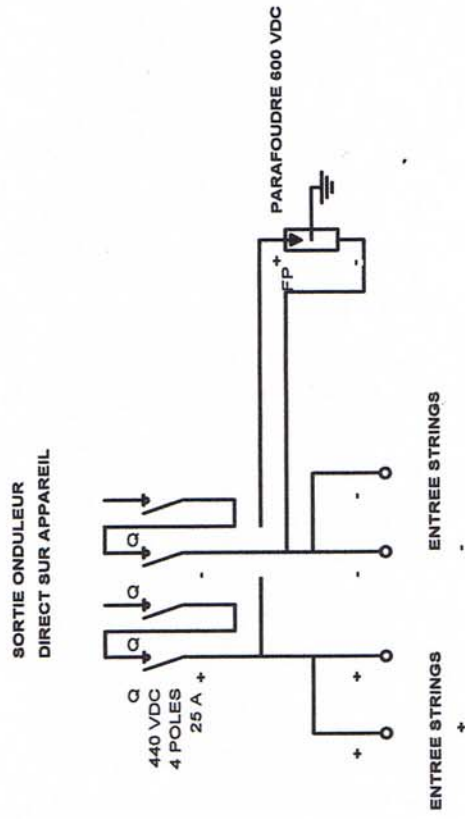 SORTIE ONDULEUR
DIRECT SUR APPAREIL
Q
Q
Q
Q
Q
440 VDC
4 POLES
25 A
+
-
+
FP
-
PARAFOUDRE 600 VDC
+
+
-
-
ENTREE STRINGS
+
ENTREE STRINGS
-